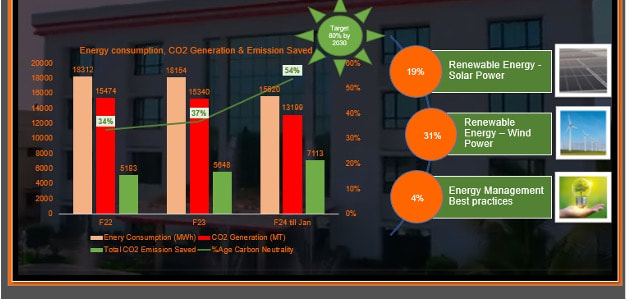 Target
80% by
2030
Energy consumption, CO2 Generation & Emission Saved
20000
18000
16000
14000
12000
10000
8000
6000
4000
2000
0
18312
15474
5193
18154
15340
5648
15620
13199
7113
34%
37%
54%
60%
50%
40%
30%
20%
10%
0%
F22
F23
F24 till Jan
Enery Consumption (MWh)
CO2 Generation (MT)
Total CO2 Emission Saved
%Age Carbon Neutrality
19%
Renewable Energy -
Solar Power
31%
Renewable
Energy – Wind
Power
4%
Energy Management
Best practices